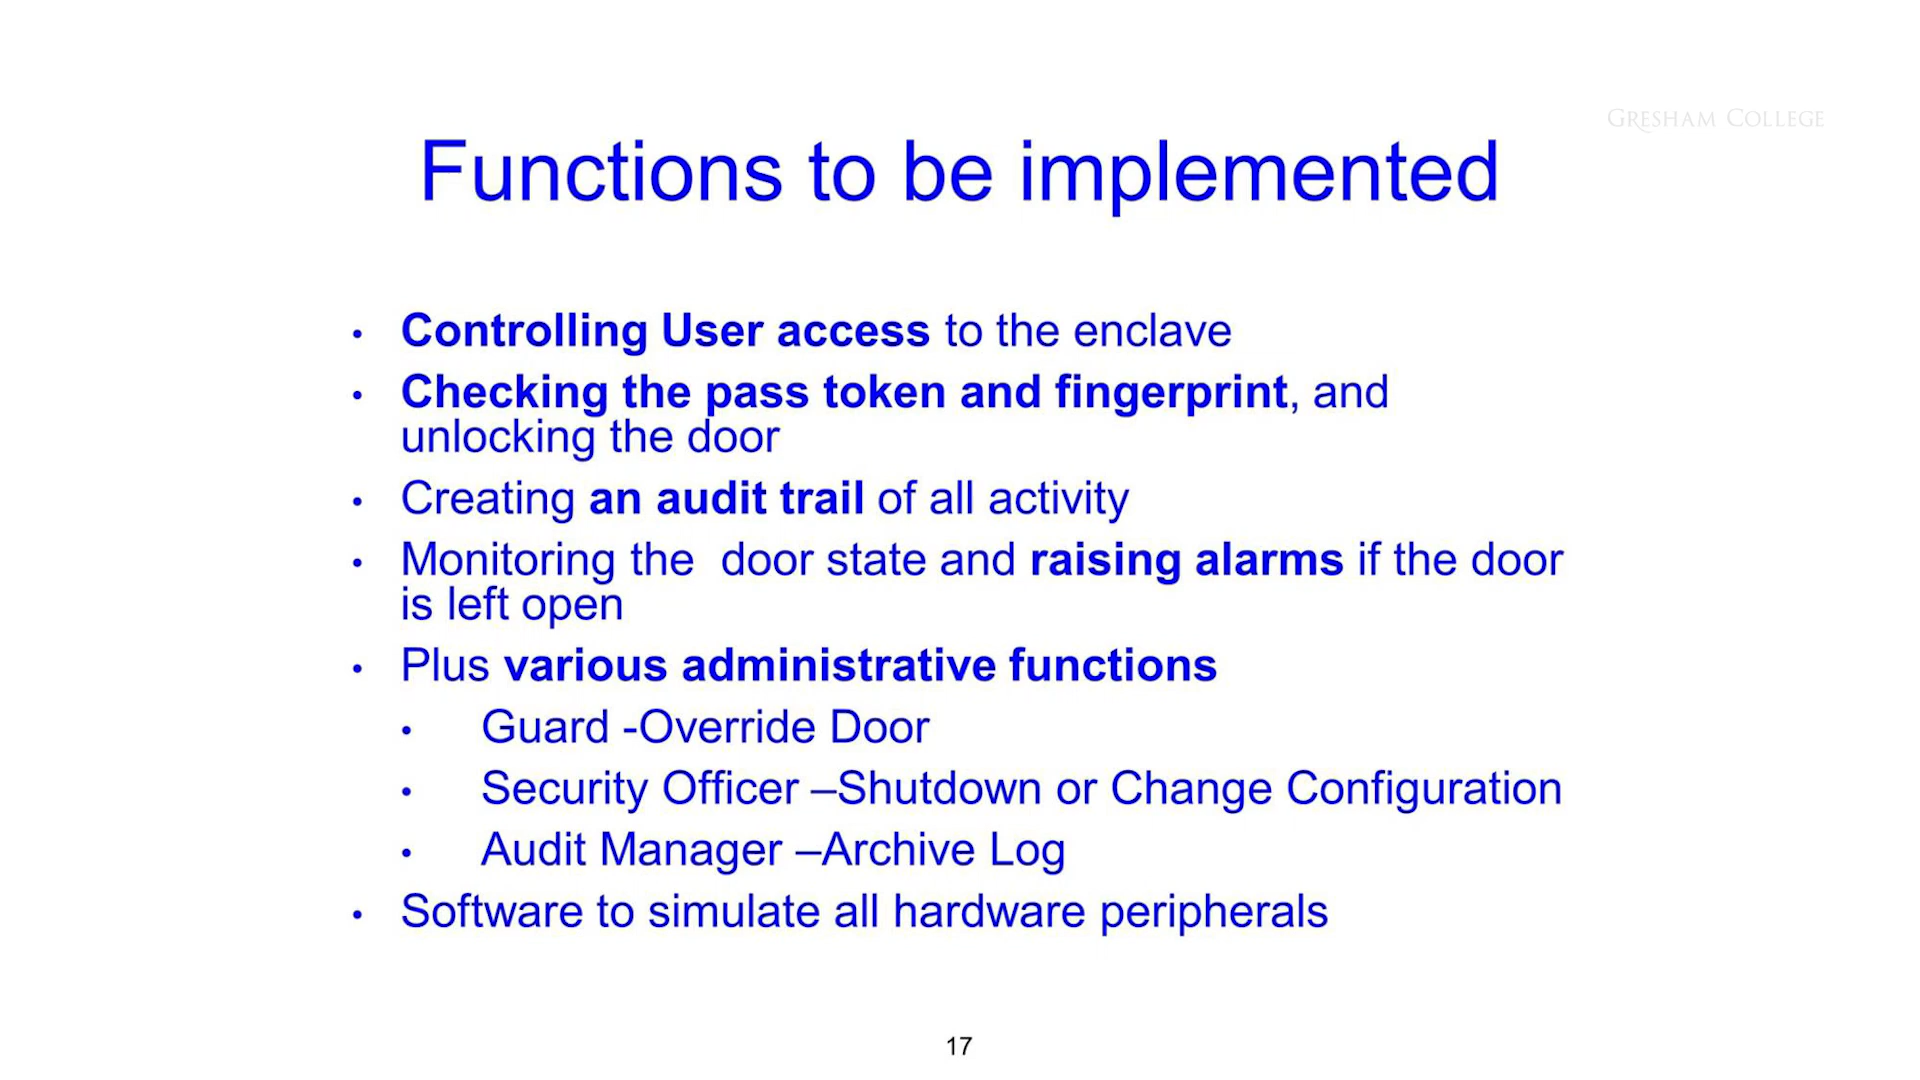 GRESHAM COLLEGE
Functions to be implemented
• Controlling User access to the enclave
• Checking the pass token and fingerprint, and
unlocking the door
• Creating an audit trail of all activity
• Monitoring the  door state and raising alarms if the door
is left open
• Plus various administrative functions
• Guard -Override Door
• Security Officer –Shutdown or Change Configuration
• Audit Manager –Archive Log
• Software to simulate all hardware peripherals
17